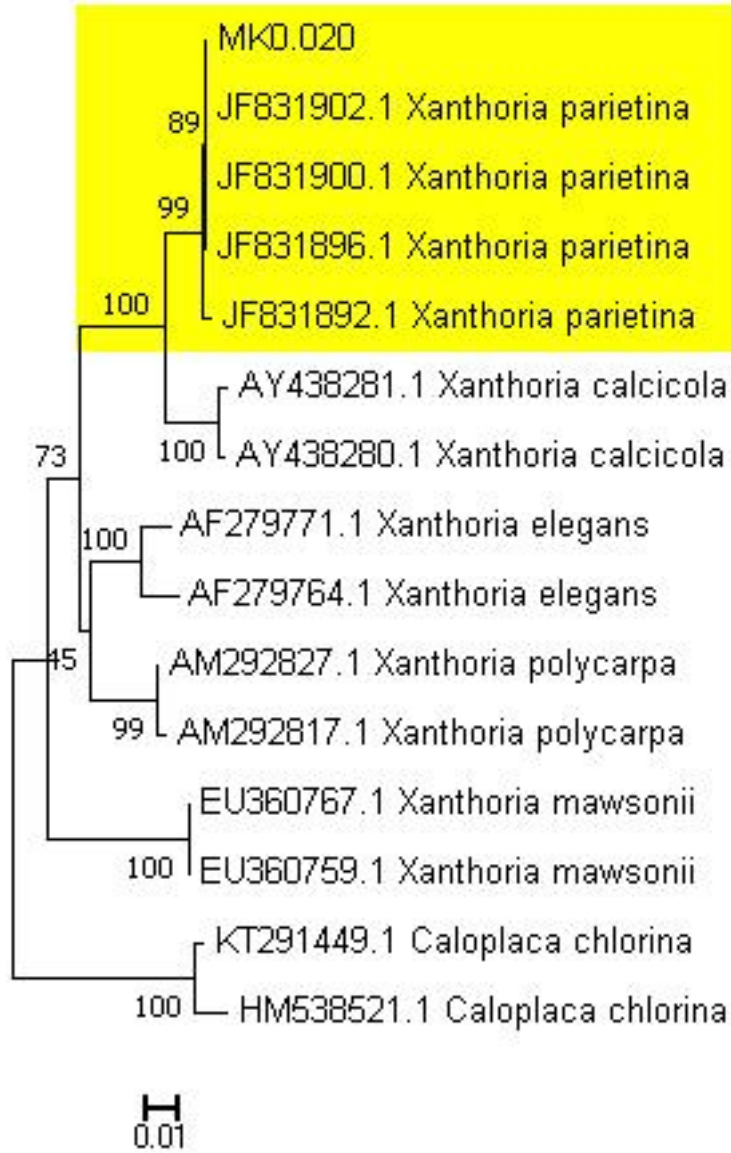 MK0.020
89
JF831902.1 Xanthoria parietina
JF831900.1 Xanthoria parietina
99
JF831896.1 Xanthoria parietina
100
JF831892.1 Xanthoria parietina
AY438281.1 Xanthoria calcicola
73
100
AY438280.1 Xanthoria calcicola
100
AF279771.1 Xanthoria elegans
AF279764.1 Xanthoria elegans
45
AM292827.1 Xanthoria polycarpa
99
AM292817.1 Xanthoria polycarpa
EU360767.1 Xanthoria mawsonii
100
EU360759.1 Xanthoria mawsonii
KT291449.1 Caloplaca chlorina
100
HM538521.1 Caloplaca chlorina
0.01